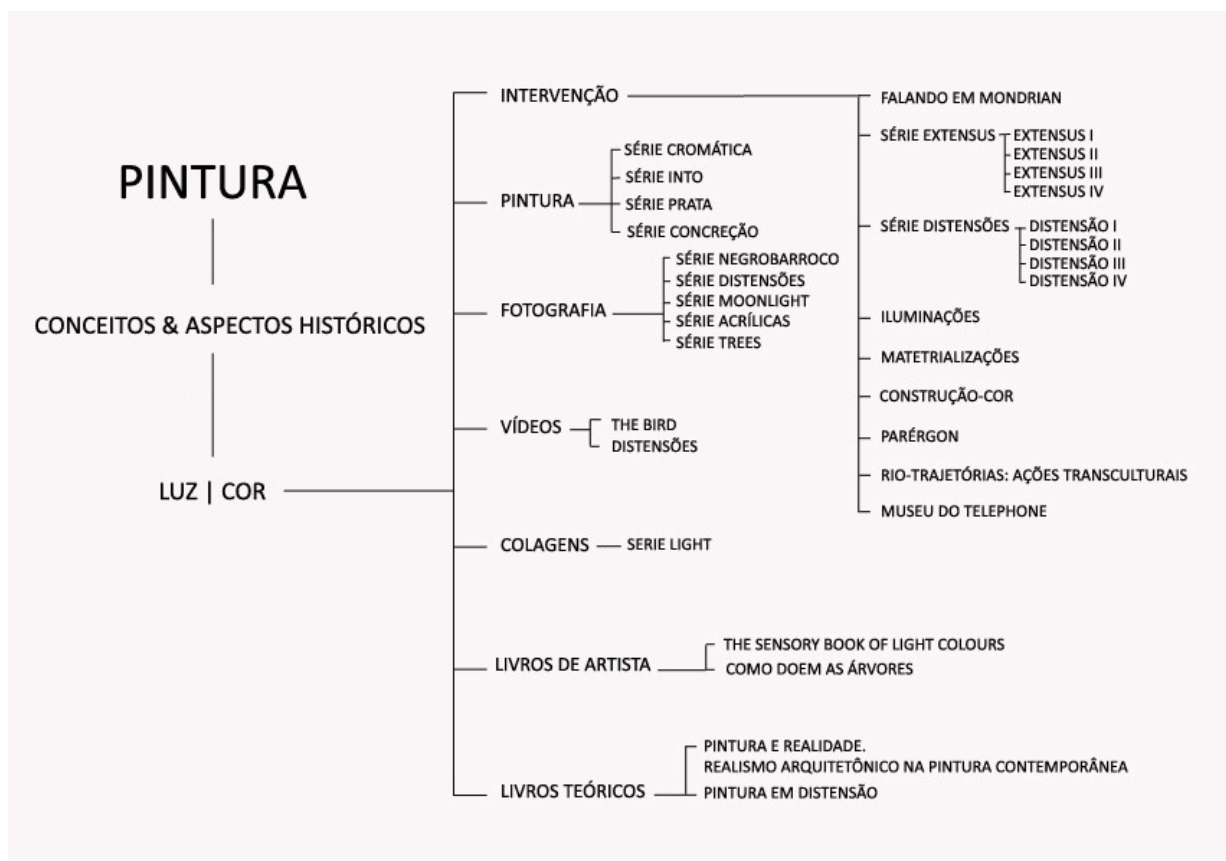 PINTURA
CONCEITOS & ASPECTOS HISTÓRICOS
LUZ | COR
INTERVENÇÃO
FALANDO EM MONDRIAN
SÉRIE EXTENSUS
EXTENSUS I
EXTENSUS II
EXTENSUS III
EXTENSUS IV
SÉRIE DISTENSÕES
DISTENSÃO I
DISTENSÃO II
DISTENSÃO III
DISTENSÃO IV
ILUMINAÇÕES
MATETRIALIZAÇÕES
CONSTRUÇÃO-COR
PARÉRGON
RIO-TRAJETÓRIAS: AÇÕES TRANSCULTURAIS
MUSEU DO TELEPHONE
PINTURA
SÉRIE CROMÁTICA
SÉRIE INTO
SÉRIE PRATA
SÉRIE CONCREÇÃO
FOTOGRAFIA
SÉRIE NEGROBARROCO
SÉRIE DISTENSÕES
SÉRIE MOONLIGHT
SÉRIE ACRÍLICAS
SÉRIE TREES
VÍDEOS
THE BIRD
DISTENSÕES
COLAGENS
SERIE LIGHT
LIVROS DE ARTISTA
THE SENSORY BOOK OF LIGHT COLOURS
COMO DOEM AS ÁRVORES
LIVROS TEÓRICOS
PINTURA E REALIDADE.
REALISMO ARQUITETÔNICO NA PINTURA CONTEMPORÂNEA
PINTURA EM DISTENSÃO